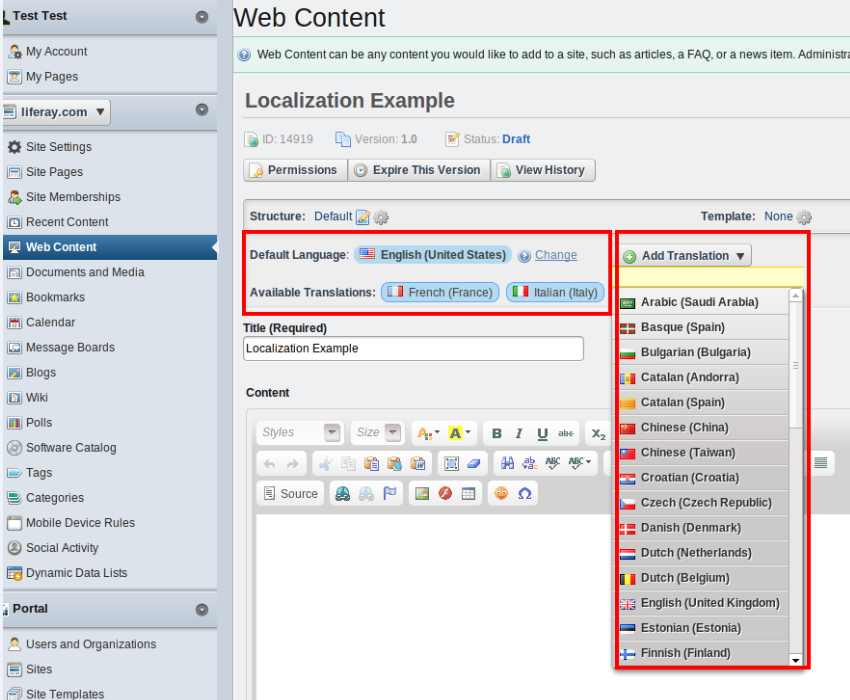 Test Test
My Account
My Pages
liferay.com
Site Settings
Site Pages
Site Memberships
Recent Content
Web Content
Documents and Media
Bookmarks
Calendar
Message Boards
Blogs
Wiki
Polls
Software Catalog
Tags
Categories
Mobile Device Rules
Social Activity
Dynamic Data Lists
Portal
Users and Organizations
Sites
Site Templates
Web Content
Web Content can be any content you would like to add to a site, such as articles, a FAQ, or a news item. Administra
Localization Example
ID: 14919 Version: 1.0 Status: Draft
Permissions Expire This Version View History
Structure: Default Template: None
Default Language: English (United States) Change
Available Translations: French (France) Italian (Italy)
Title (Required)
Localization Example
Content
Styles Size A A B I U abc X2
ABC ABC
Source Ω
Add Translation
Arabic (Saudi Arabia)
Basque (Spain)
Bulgarian (Bulgaria)
Catalan (Andorra)
Catalan (Spain)
Chinese (China)
Chinese (Taiwan)
Croatian (Croatia)
Czech (Czech Republic)
Danish (Denmark)
Dutch (Netherlands)
Dutch (Belgium)
English (United Kingdom)
Estonian (Estonia)
Finnish (Finland)